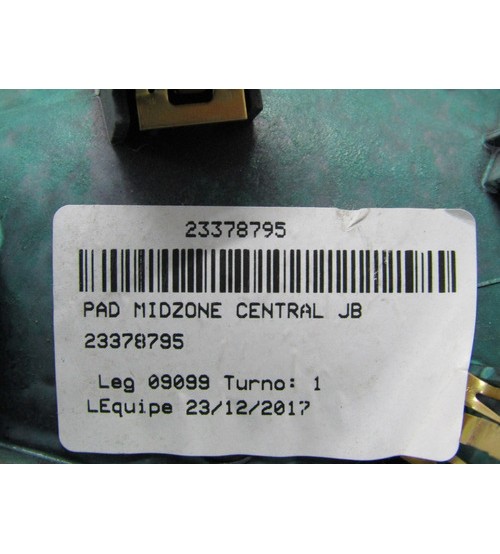 23378795
PAD MIDZONE CENTRAL JB
23378795
Leg 09099 Turno: 1
LEquipe 23/12/2017